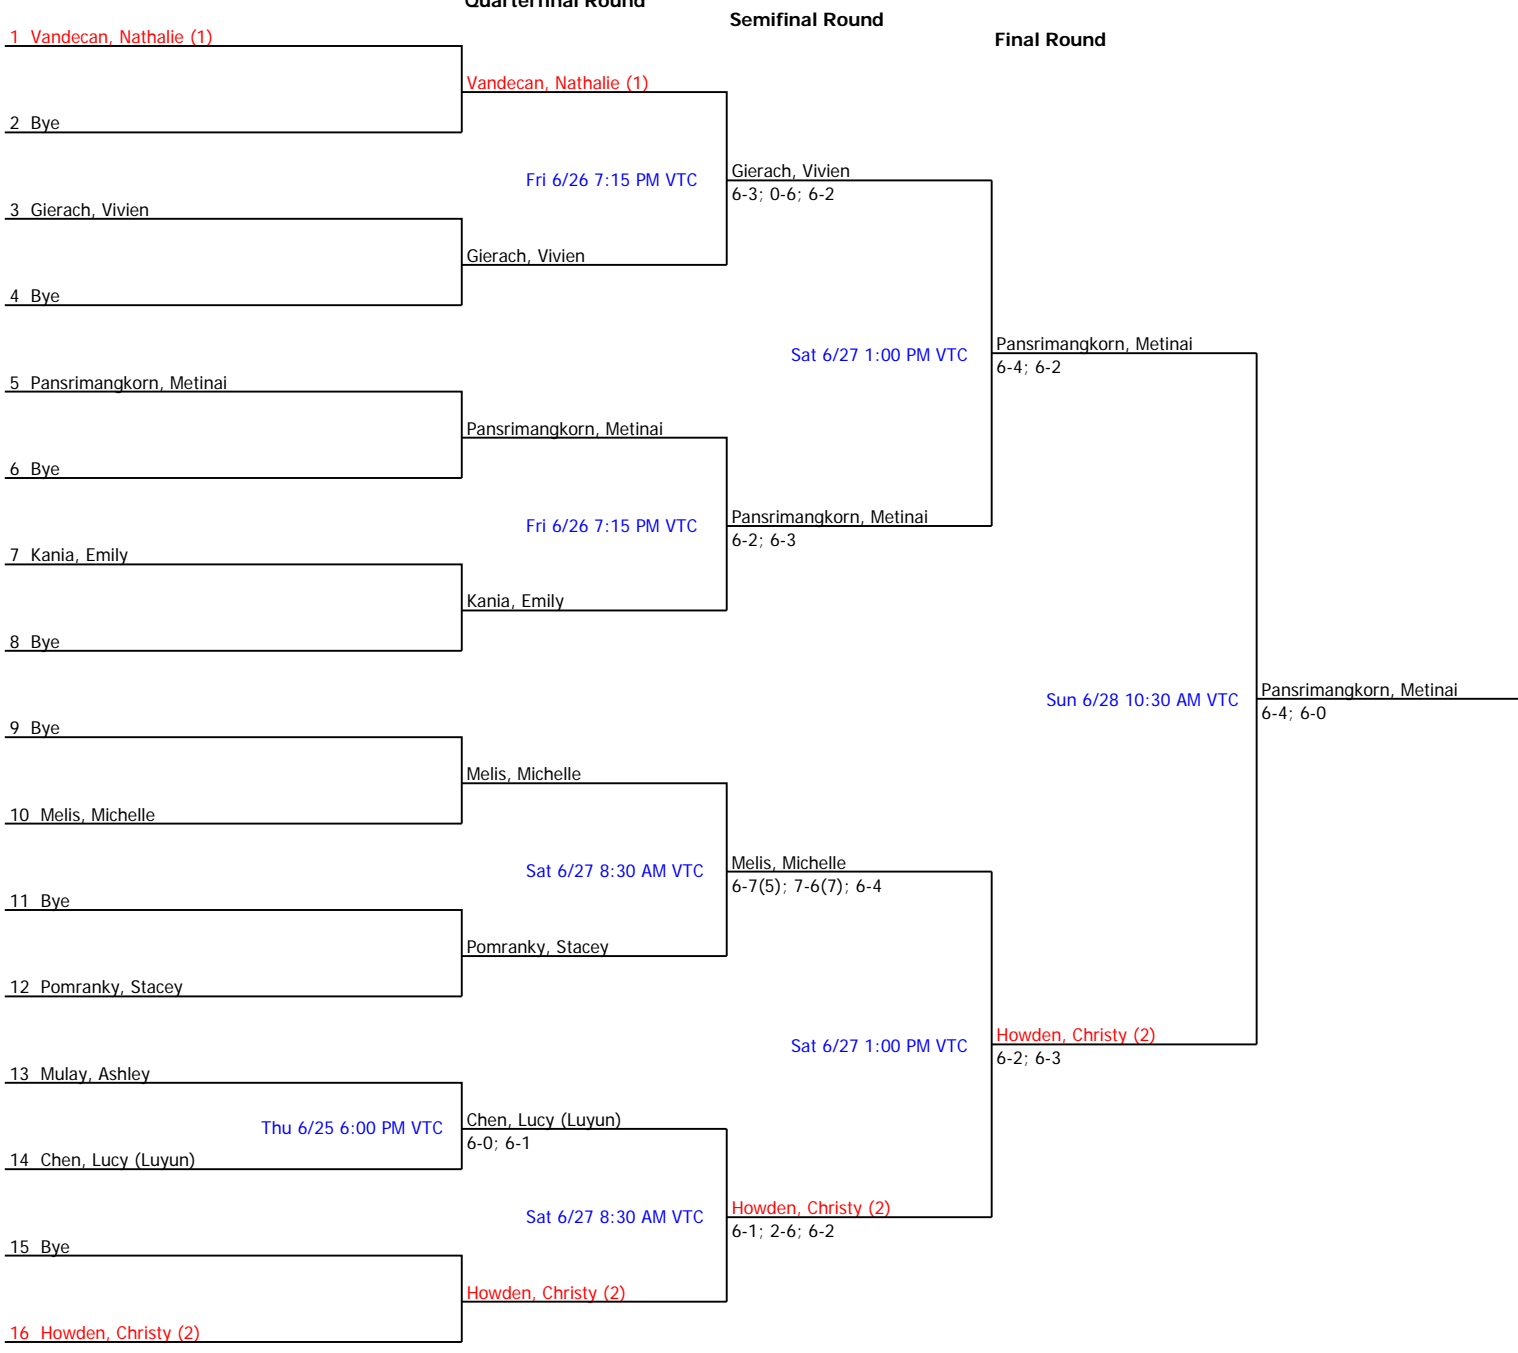 Quarterfinal Round
Semifinal Round
Final Round
1 Vandecan, Nathalie (1)
Vandecan, Nathalie (1)
2 Bye
Fri 6/26 7:15 PM VTC
Gierach, Vivien
6-3; 0-6; 6-2
3 Gierach, Vivien
Gierach, Vivien
4 Bye
Sat 6/27 1:00 PM VTC
Pansrimangkorn, Metinai
6-4; 6-2
5 Pansrimangkorn, Metinai
Pansrimangkorn, Metinai
6 Bye
Fri 6/26 7:15 PM VTC
Pansrimangkorn, Metinai
6-2; 6-3
7 Kania, Emily
Kania, Emily
8 Bye
Sun 6/28 10:30 AM VTC
Pansrimangkorn, Metinai
6-4; 6-0
9 Bye
Melis, Michelle
10 Melis, Michelle
Sat 6/27 8:30 AM VTC
Melis, Michelle
6-7(5); 7-6(7); 6-4
11 Bye
Pomranky, Stacey
12 Pomranky, Stacey
Sat 6/27 1:00 PM VTC
Howden, Christy (2)
6-2; 6-3
13 Mulay, Ashley
Thu 6/25 6:00 PM VTC
Chen, Lucy (Luyun)
6-0; 6-1
14 Chen, Lucy (Luyun)
Sat 6/27 8:30 AM VTC
Howden, Christy (2)
6-1; 2-6; 6-2
15 Bye
Howden, Christy (2)
16 Howden, Christy (2)